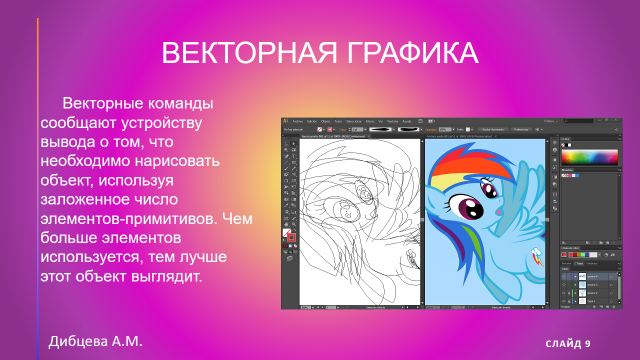 ВЕКТОРНАЯ ГРАФИКА
Векторные команды
сообщают устройству
вывода о том, что
необходимо нарисовать
объект, используя
заложенное число
элементов-примитивов. Чем
больше элементов
используется, тем лучше
этот объект выглядит.
Дибцева А.М.
СЛАЙД 9